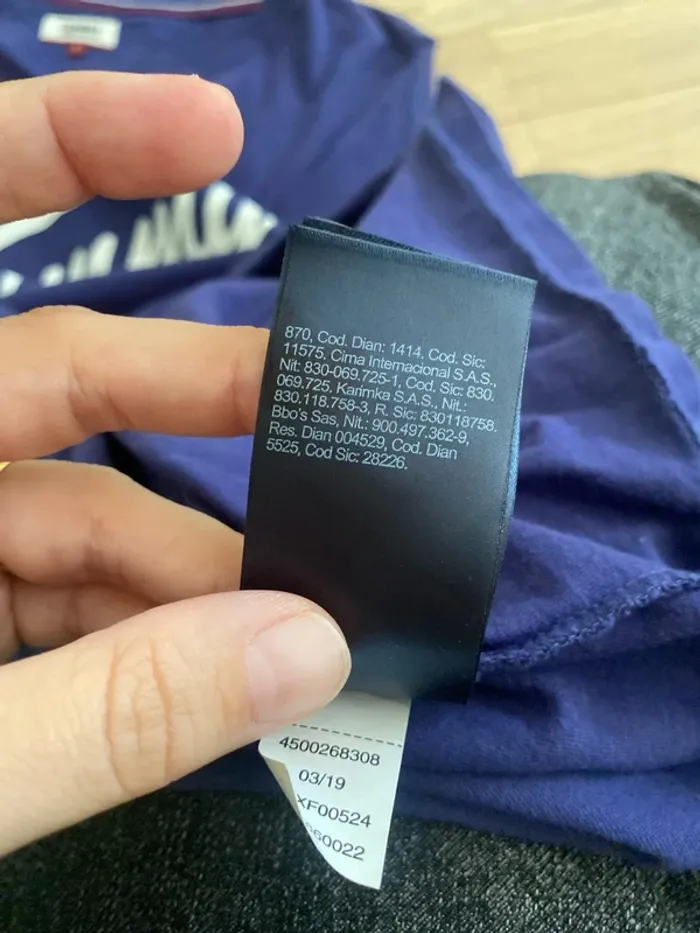 870, Cod. Dian: 1414, Cod. Sic:
11575, Cima Internacional S.A.S.,
Nit: 830-069.725-1, Cod. Sic: 830.
069.725. Karimka S.A.S., Nit.:
830.118.758-3, R. Sic: 830118758.
Bbo's Sas, Nit.: 900.497.362-9,
Res. Dian 004529, Cod. Dian
5525, Cod Sic: 28226.
4500268308
03/19
XF00524
60022